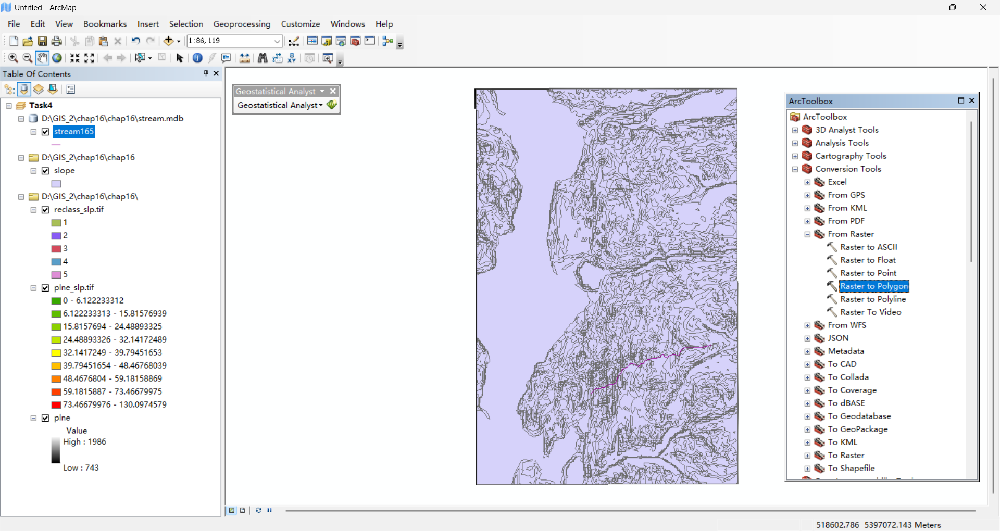 Untitled - ArcMap
File Edit View Bookmarks Insert Selection Geoprocessing Customize Windows Help
1:86, 119
Table Of Contents
Task4
D:\GIS_2\chap16\chap16\stream.mdb
stream165
D:\GIS_2\chap16\chap16
slope
D:\GIS_2\chap16\chap16\
reclass_slp.tif
1
2
3
4
5
plne_slp.tif
0 - 6.122233312
6.122233313 - 15.81576939
15.8157694 - 24.48893325
24.48893326 - 32.14172489
32.1417249 - 39.79451653
39.79451654 - 48.46768039
48.4676804 - 59.18158869
59.1815887 - 73.46679975
73.46679976 - 130.0974579
plne
Value
High : 1986
Low : 743
Geostatistical Analyst
Geostatistical Analyst
ArcToolbox
ArcToolbox
3D Analyst Tools
Analysis Tools
Cartography Tools
Conversion Tools
Excel
From GPS
From KML
From PDF
From Raster
Raster to ASCII
Raster to Float
Raster to Point
Raster to Polygon
Raster to Polyline
Raster To Video
From WFS
JSON
Metadata
To CAD
To Collada
To Coverage
To dBASE
To Geodatabase
To GeoPackage
To KML
To Raster
To Shapefile
518602.786 5397072.143 Meters